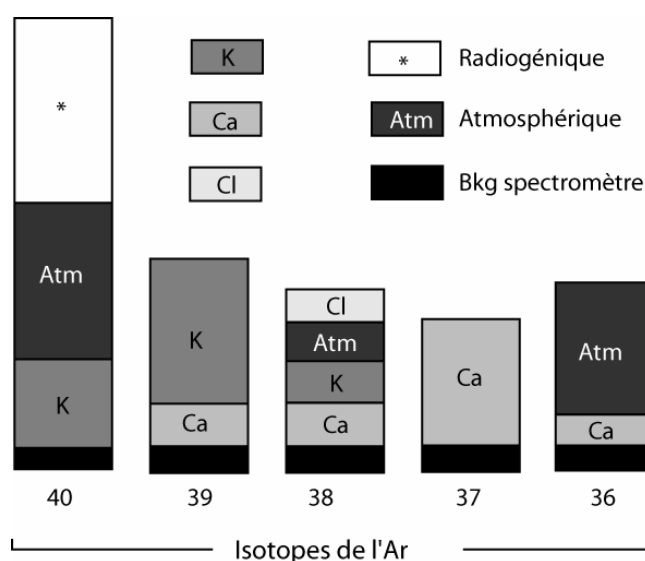 K
* Radiogénique
Ca
Atm Atmosphérique
Cl
Bkg spectromètre
*
Atm
K
K
Ca
Cl
Atm
K
Ca
Ca
Atm
Ca
40 39 38 37 36
Isotopes de l'Ar